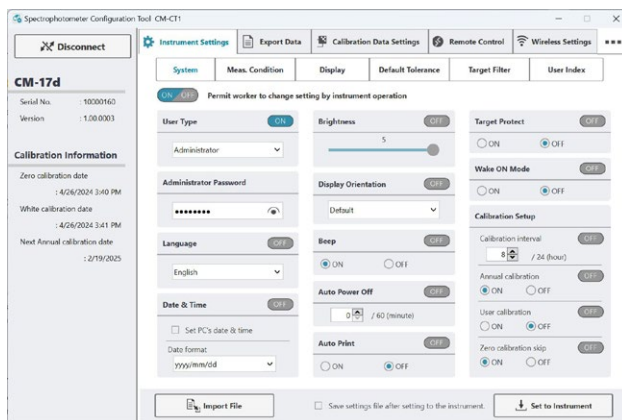 Spectrophotometer Configuration Tool CM-CT1
Disconnect
CM-17d
Serial No. : 10000160
Version : 1.00.0003
Calibration Information
Zero calibration date
: 4/26/2024 3:40 PM
White calibration date
: 4/26/2024 3:41 PM
Next Annual calibration date
: 2/19/2025
Instrument Settings
Export Data
Calibration Data Settings
Remote Control
Wireless Settings
System
Meas. Condition
Display
Default Tolerance
Target Filter
User Index
ON OFF Permit worker to change setting by instrument operation
User Type ON
Administrator
Administrator Password
Language OFF
English
Date & Time OFF
Set PC's date & time
Date format
yyyy/mm/dd
Brightness OFF
5
Display Orientation OFF
Default
Beep OFF
ON OFF
Auto Power Off OFF
0 / 60 (minute)
Auto Print OFF
ON OFF
Target Protect OFF
ON OFF
Wake ON Mode OFF
ON OFF
Calibration Setup
Calibration interval OFF
8 / 24 (hour)
Annual calibration OFF
ON OFF
User calibration OFF
ON OFF
Zero calibration skip OFF
ON OFF
Import File
Save settings file after setting to the instrument.
Set to Instrument